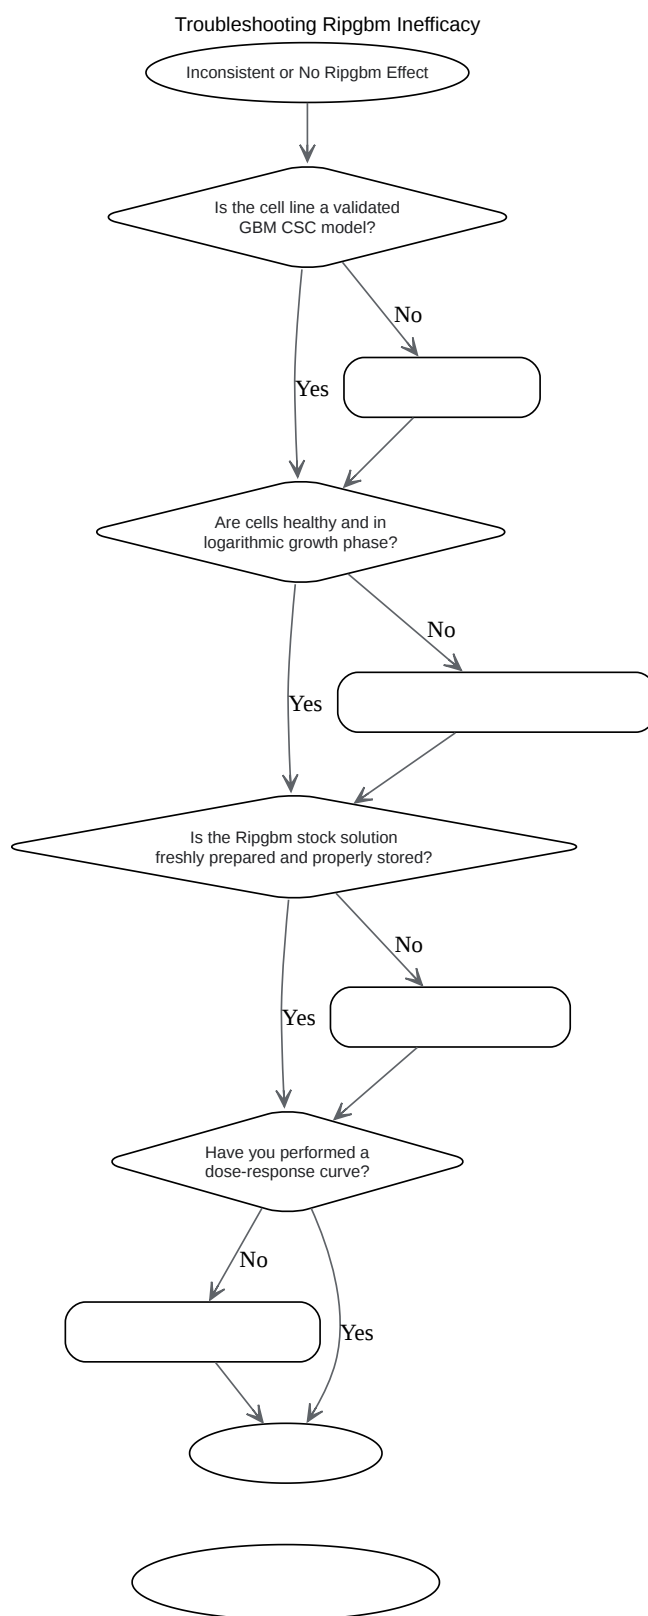 Troubleshooting Ripgbm Inefficacy
Inconsistent or No Ripgbm Effect
Is the cell line a validated
GBM CSC model?
No
Yes
Are cells healthy and in
logarithmic growth phase?
No
Yes
Is the Ripgbm stock solution
freshly prepared and properly stored?
No
Yes
Have you performed a
dose-response curve?
No
Yes